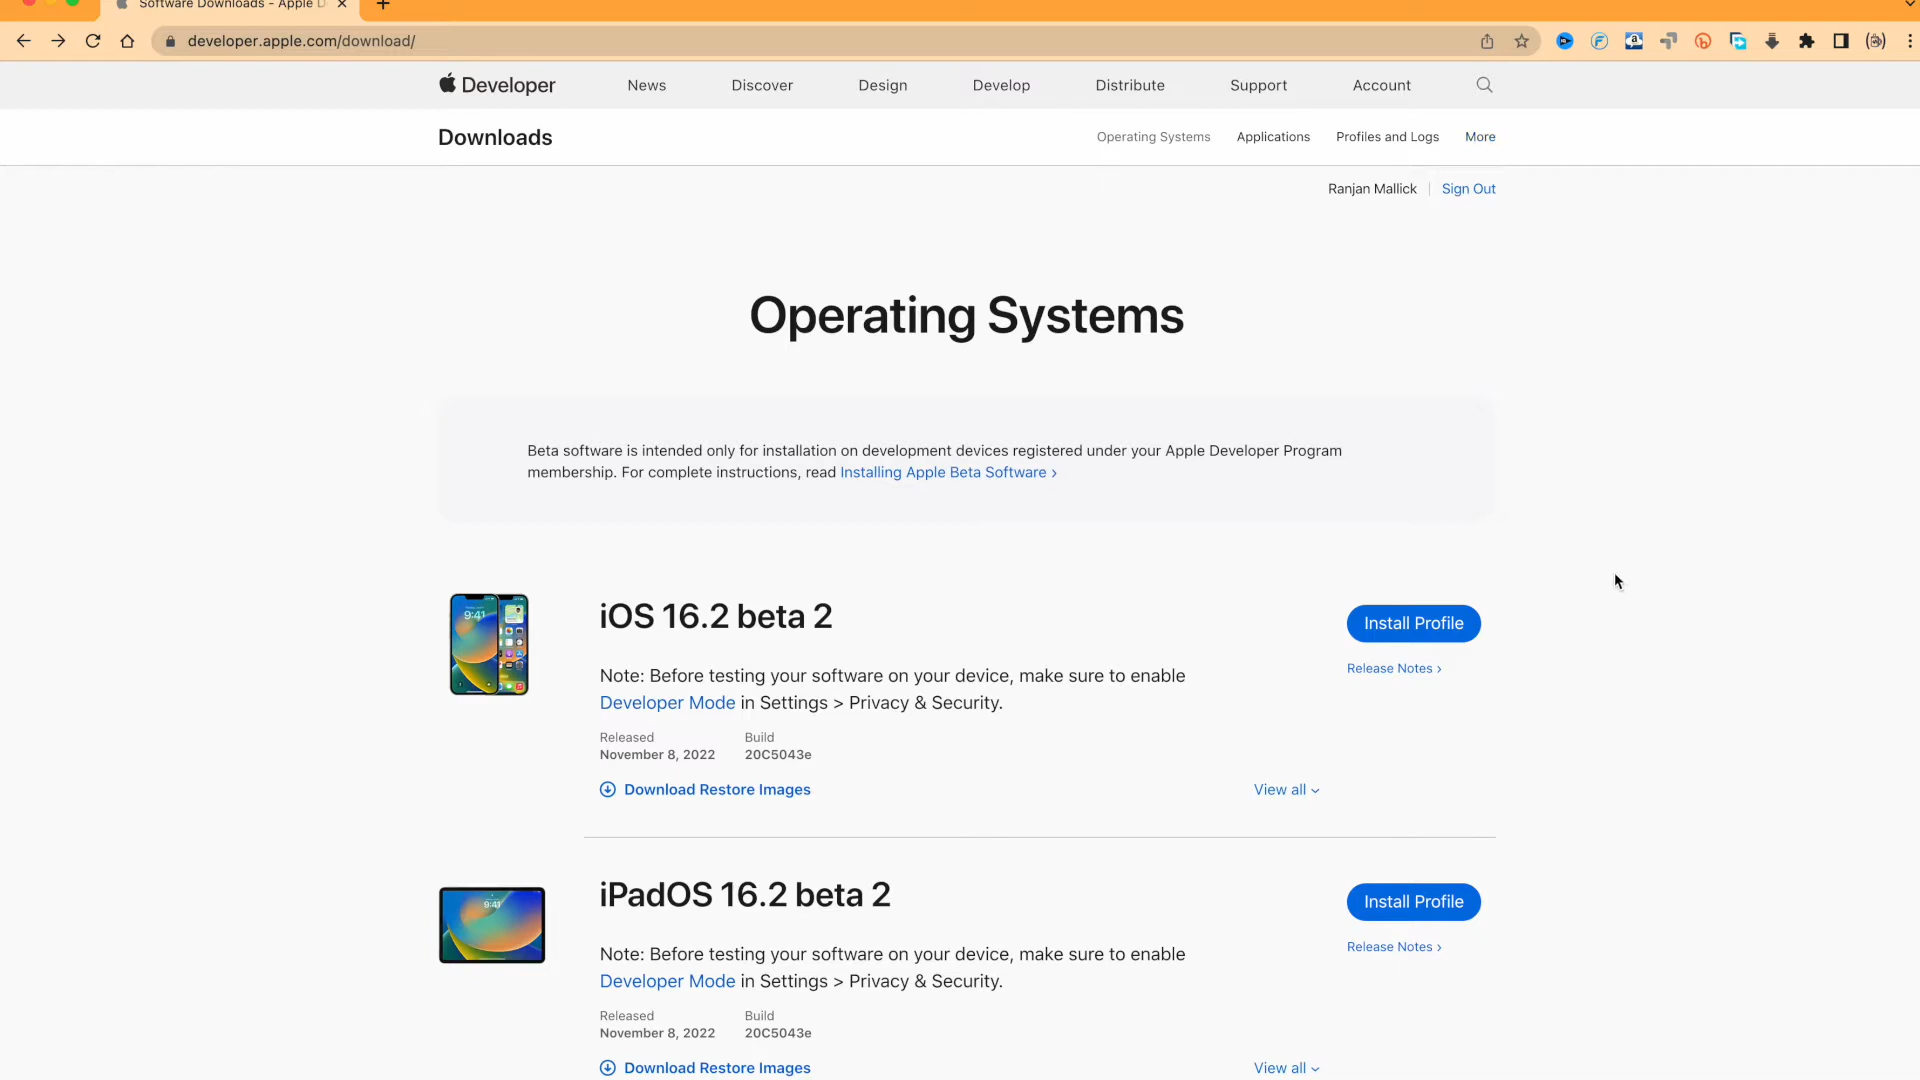 Software Downloads - Apple D
developer.apple.com/download/
Developer
News
Discover
Design
Develop
Distribute
Support
Account
Downloads
Operating Systems
Applications
Profiles and Logs
More
Ranjan Mallick
Sign Out
Operating Systems
Beta software is intended only for installation on development devices registered under your Apple Developer Program
membership. For complete instructions, read Installing Apple Beta Software ›
9:41
iOS 16.2 beta 2
Install Profile
Note: Before testing your software on your device, make sure to enable
Release Notes ›
Developer Mode in Settings > Privacy & Security.
Released
Build
November 8, 2022
20C5043e
Download Restore Images
View all
9:41
iPadOS 16.2 beta 2
Install Profile
Note: Before testing your software on your device, make sure to enable
Release Notes ›
Developer Mode in Settings > Privacy & Security.
Released
Build
November 8, 2022
20C5043e
Download Restore Images
View all